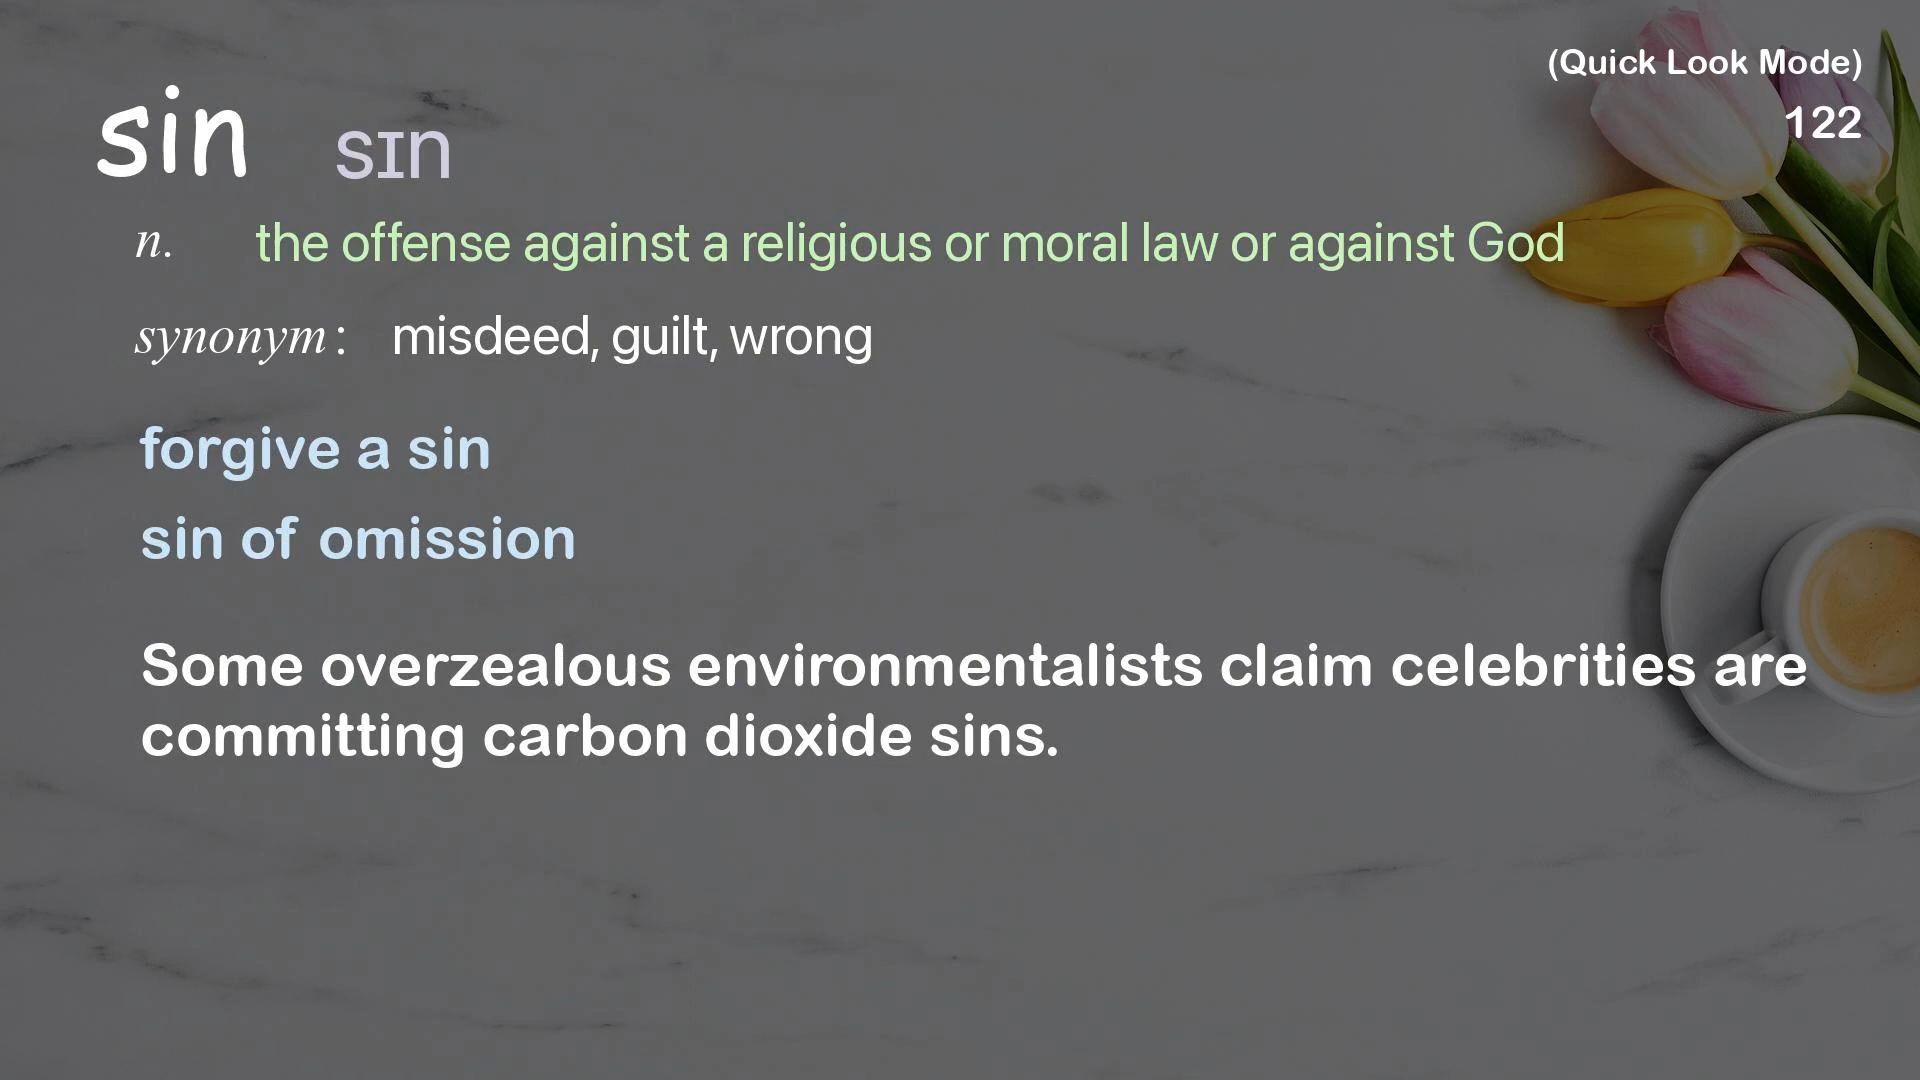 (Quick Look Mode)
122
sin sɪn
n. the offense against a religious or moral law or against God
synonym: misdeed, guilt, wrong
forgive a sin
sin of omission
Some overzealous environmentalists claim celebrities are
committing carbon dioxide sins.